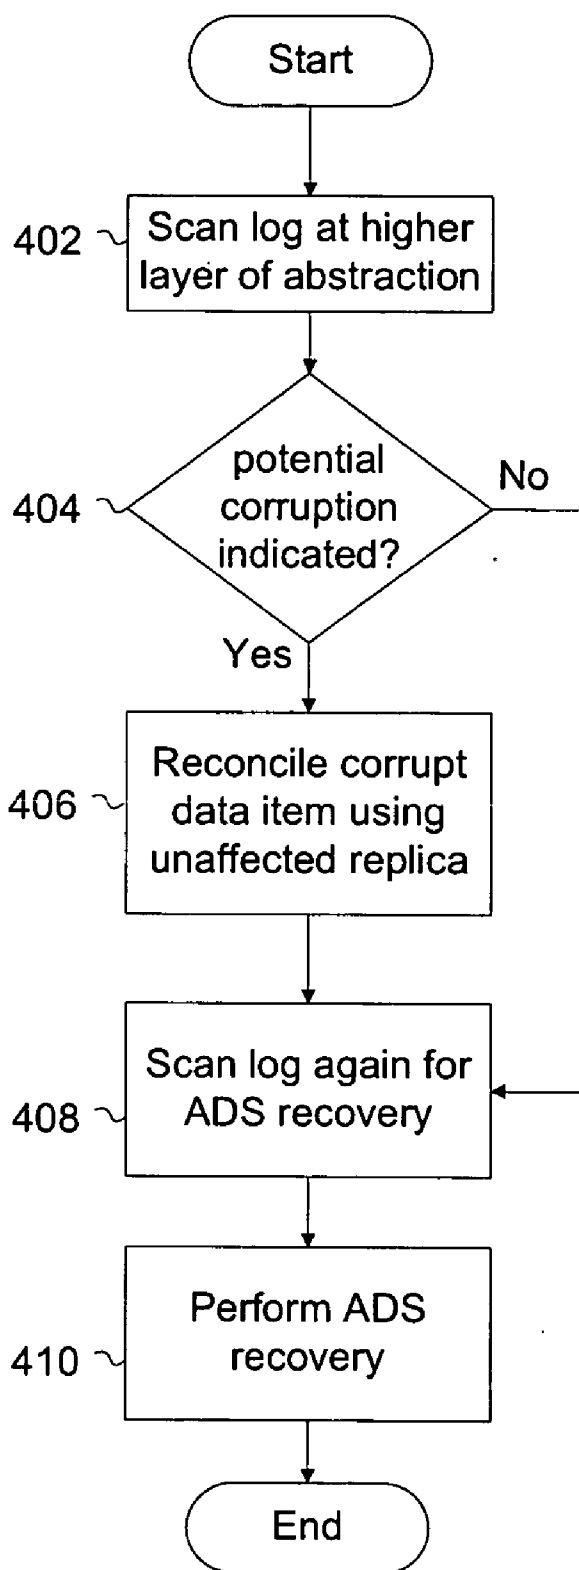 Start
402
Scan log at higher
layer of abstraction
404
potential
corruption
indicated?
No
Yes
406
Reconcile corrupt
data item using
unaffected replica
408
Scan log again for
ADS recovery
410
Perform ADS
recovery
End